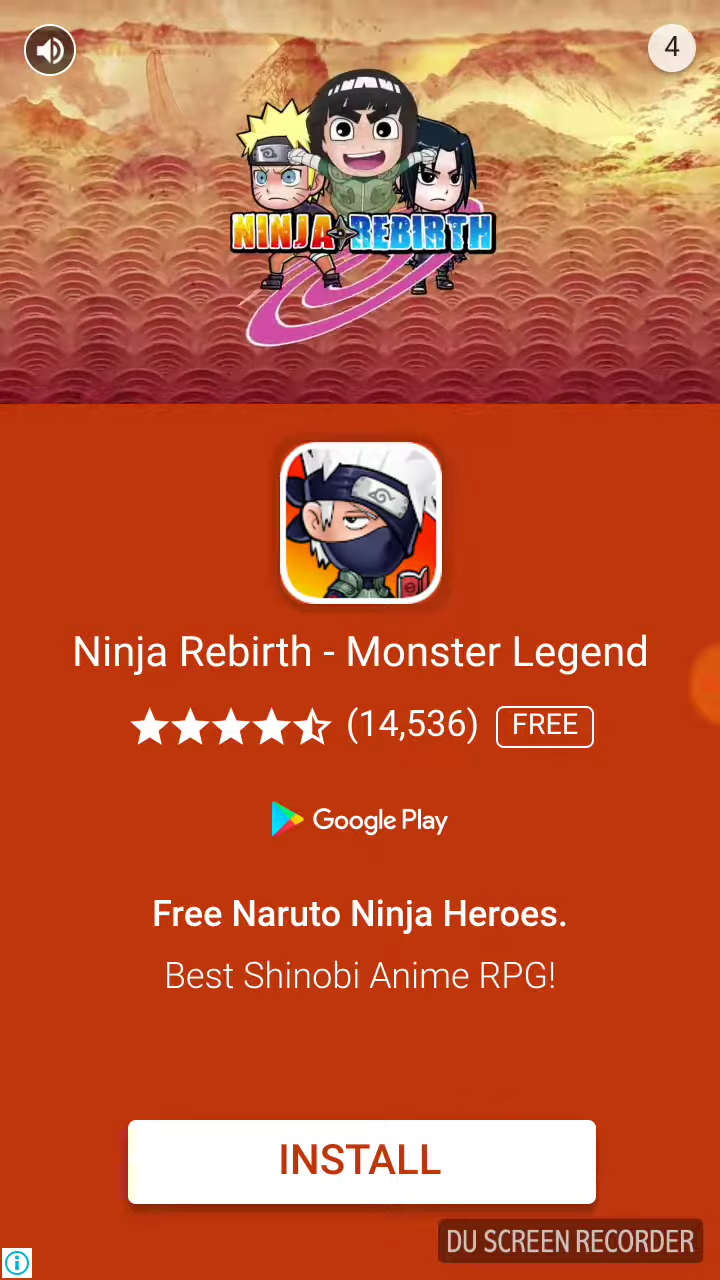 4
NINJA REBIRTH
Ninja Rebirth - Monster Legend
(14,536) FREE
Google Play
Free Naruto Ninja Heroes.
Best Shinobi Anime RPG!
INSTALL
DU SCREEN RECORDER